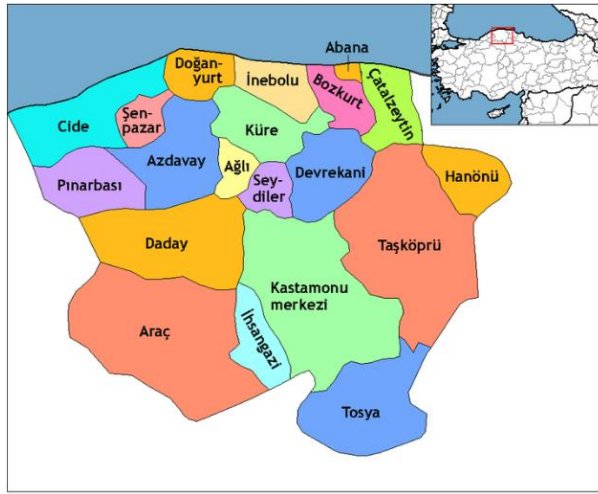 Abana
Doğan-
yurt
İnebolu
Bozkurt
Çatalzeytin
Cide
Şen-
pazar
Küre
Azdavay
Ağlı
Sey-
diler
Devrekani
Hanönü
Pınarbası
Daday
Taşköprü
Kastamonu
merkezi
Araç
İhsangazi
Tosya